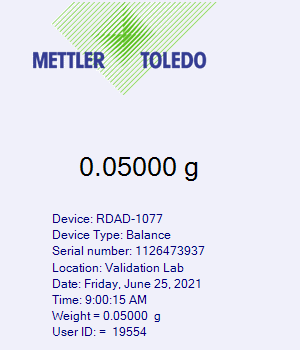 METTLER TOLEDO
0.05000 g
Device: RDAD-1077
Device Type: Balance
Serial number: 1126473937
Location: Validation Lab
Date: Friday, June 25, 2021
Time: 9:00:15 AM
Weight = 0.05000  g
User ID: =  19554